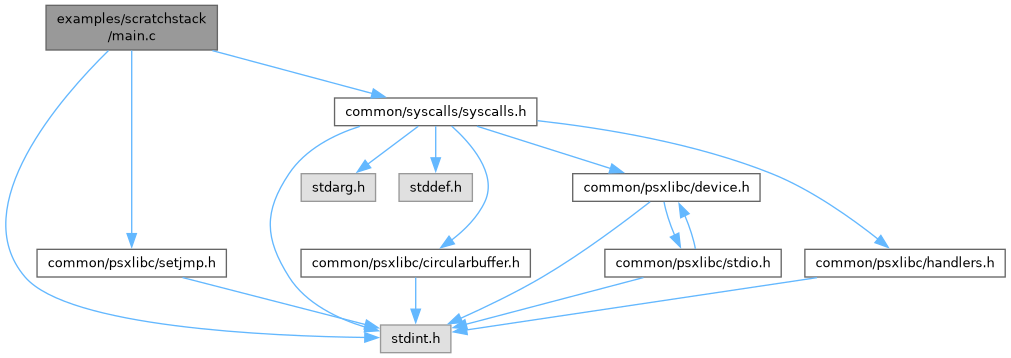 examples/scratchstack
/main.c
common/syscalls/syscalls.h
stdarg.h
stddef.h
common/psxlibc/device.h
common/psxlibc/setjmp.h
common/psxlibc/circularbuffer.h
common/psxlibc/stdio.h
common/psxlibc/handlers.h
stdint.h